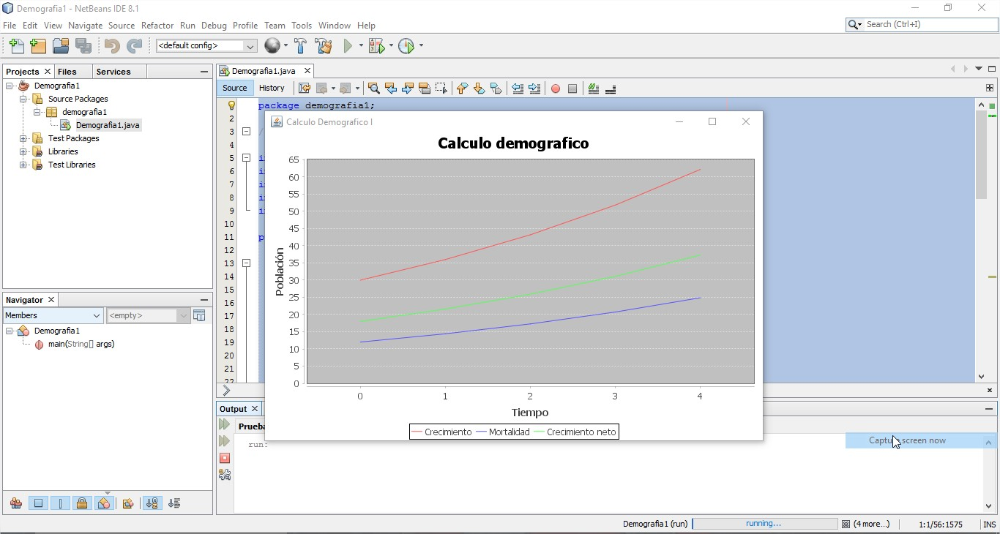 Demografia1 - NetBeans IDE 8.1
File Edit View Navigate Source Refactor Run Debug Profile Team Tools Window Help
Search (Ctrl+I)
<default config>
Projects Files Services
Demografia1
Source Packages
demografia1
Demografia1.java
Test Packages
Libraries
Test Libraries
Navigator
Members <empty>
Demografia1
main(String[] args)
Demografia1.java
Source History
package demografia1;
2
3
4
5
6
7
8
9
10
11
12
13
14
15
16
17
18
19
20
21
22
Calculo Demografico I
Calculo demografico
Población
65
60
55
50
45
40
35
30
25
20
15
10
5
0
0 1 2 3 4
Tiempo
Crecimiento Mortalidad Crecimiento neto
Output
Prueba
run:
Capture screen now
Demografia1 (run) running... (4 more...) 1:1/56:1575 INS